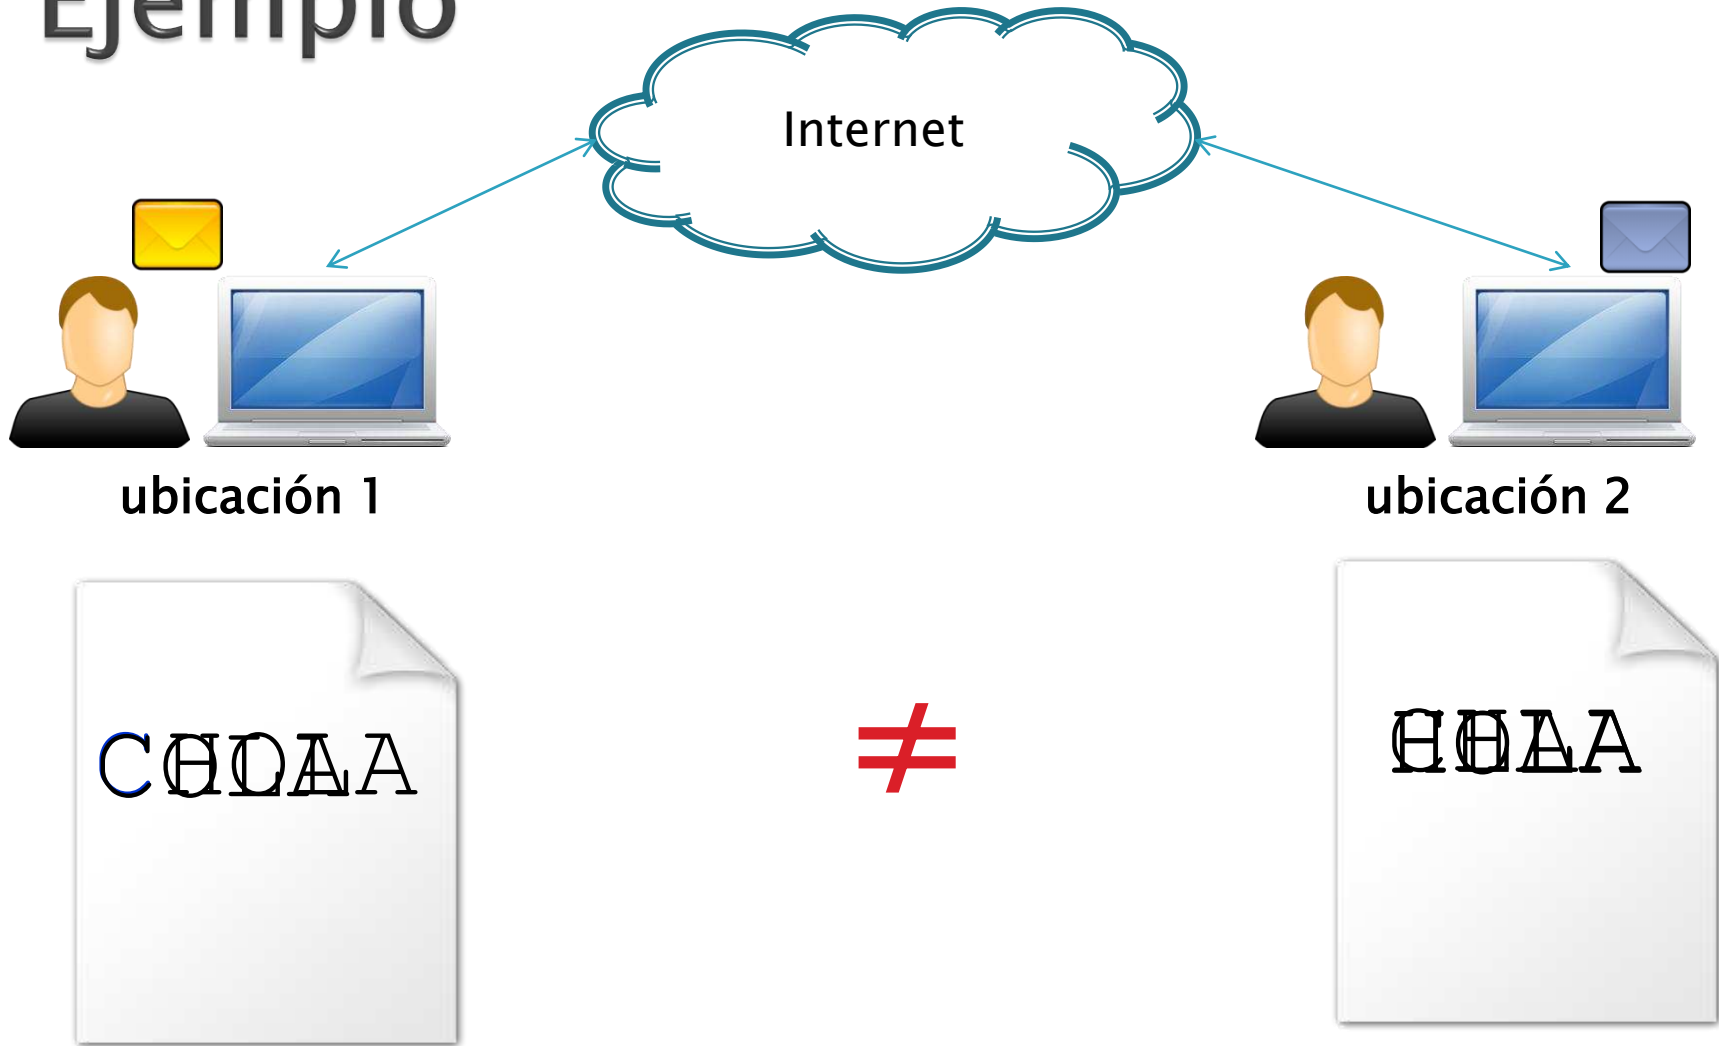 Ejemplo
Internet
ubicación 1
ubicación 2
≠